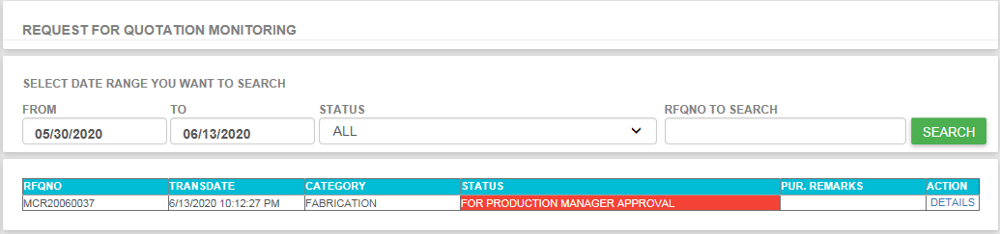 REQUEST FOR QUOTATION MONITORING
SELECT DATE RANGE YOU WANT TO SEARCH
FROM TO STATUS RFQNO TO SEARCH
05/30/2020 06/13/2020 ALL SEARCH
RFQNO TRANSDATE CATEGORY STATUS PUR. REMARKS ACTION
MCR20060037 6/13/2020 10:12:27 PM FABRICATION FOR PRODUCTION MANAGER APPROVAL DETAILS